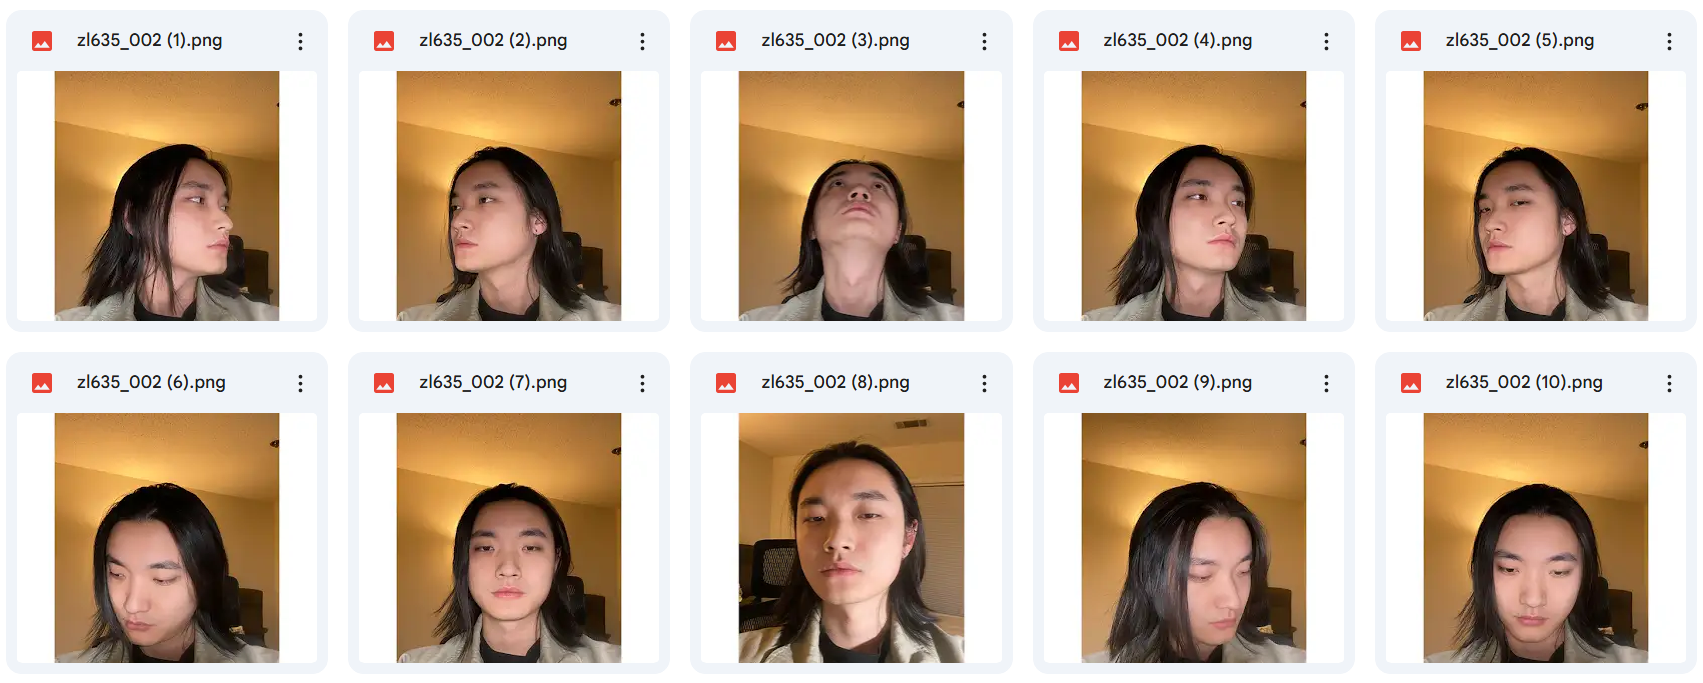 zl635_002 (1).png
zl635_002 (2).png
zl635_002 (3).png
zl635_002 (4).png
zl635_002 (5).png
zl635_002 (6).png
zl635_002 (7).png
zl635_002 (8).png
zl635_002 (9).png
zl635_002 (10).png